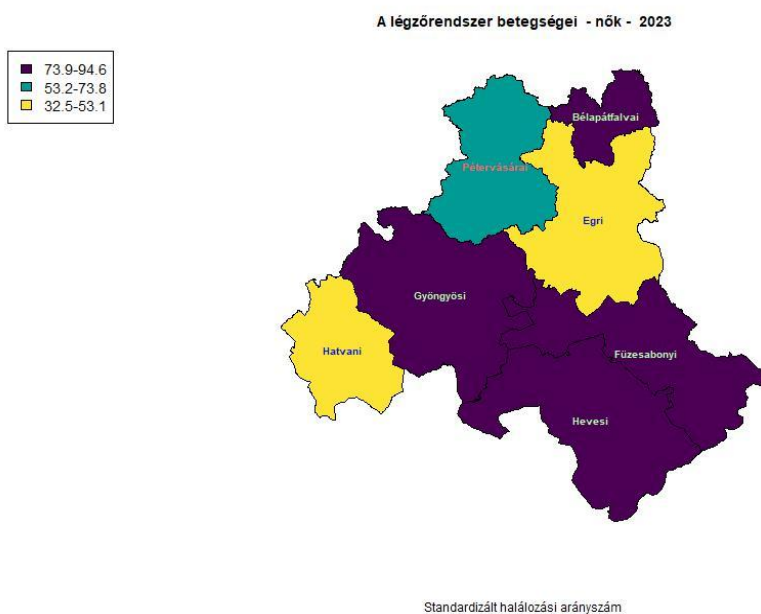 A légzőrendszer betegségei - nők - 2023
73.9-94.6
53.2-73.8
32.5-53.1
Bélapátfalvai
Pétervásárai
Egri
Gyöngyösi
Hatvani
Füzesabonyi
Hevesi
Standardizált halálozási arányszám